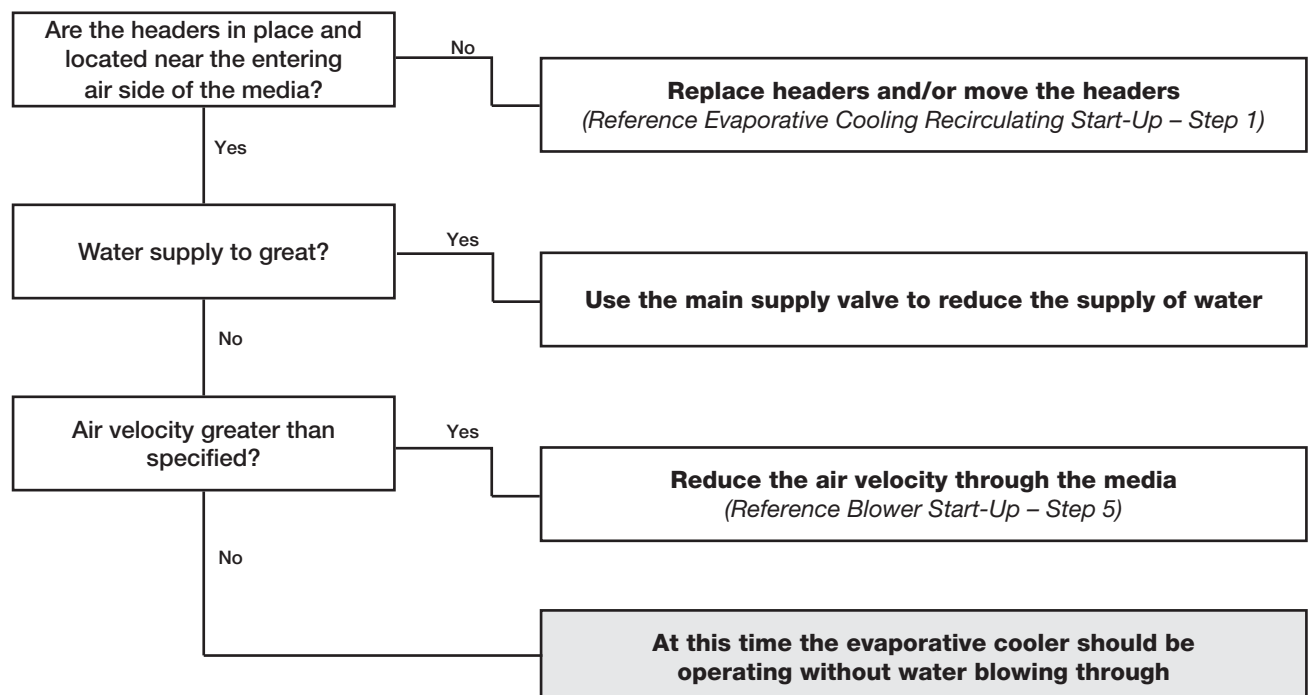 Are the headers in place and
located near the entering
air side of the media?
No
Replace headers and/or move the headers
(Reference Evaporative Cooling Recirculating Start-Up – Step 1)
Yes
Water supply to great?
Yes
Use the main supply valve to reduce the supply of water
No
Air velocity greater than
specified?
Yes
Reduce the air velocity through the media
(Reference Blower Start-Up – Step 5)
No
At this time the evaporative cooler should be
operating without water blowing through